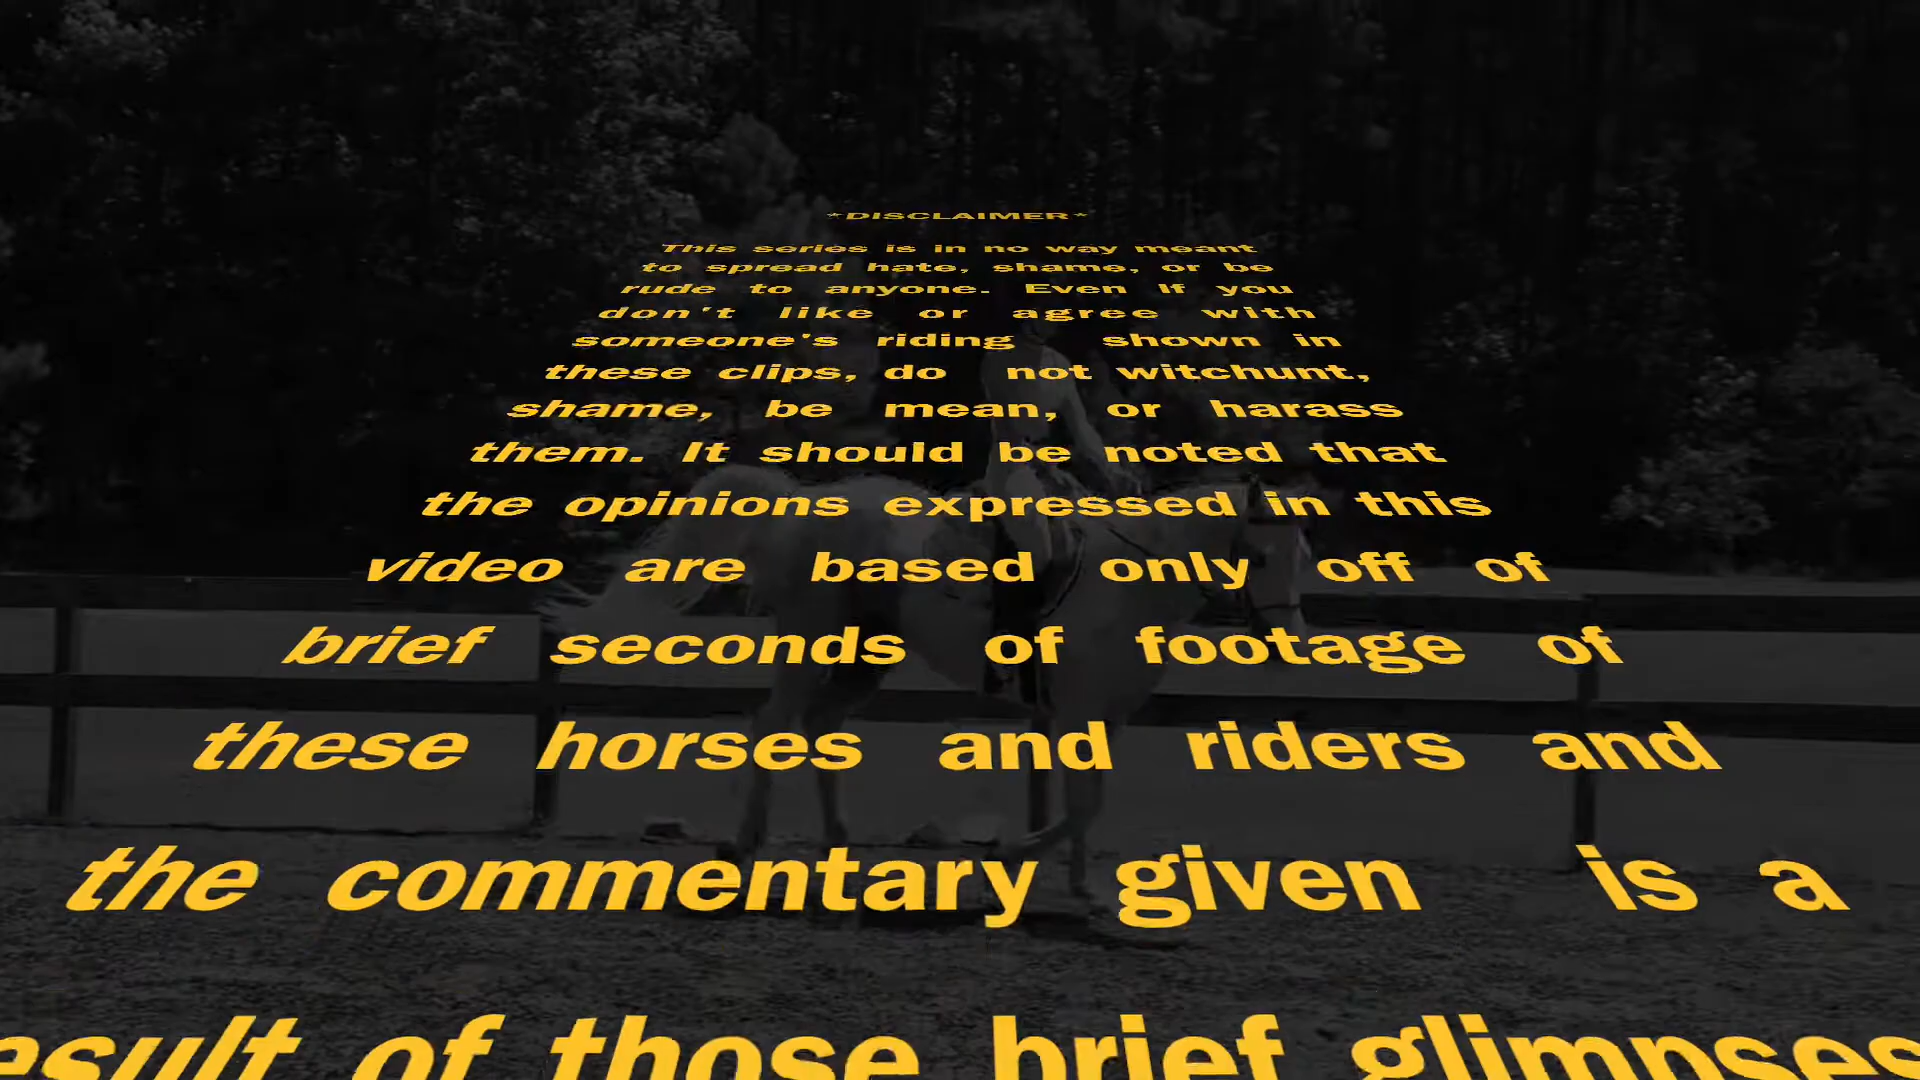 *DISCLAIMER*
This series is in no way meant
to spread hate, shame, or be
rude to anyone. Even If you
don't like or agree with
someone's riding shown in
these clips, do not witchunt,
shame, be mean, or harass
them. It should be noted that
the opinions expressed in this
video are based only off of
brief seconds of footage of
these horses and riders and
the commentary given is a
esult of those brief glimpses